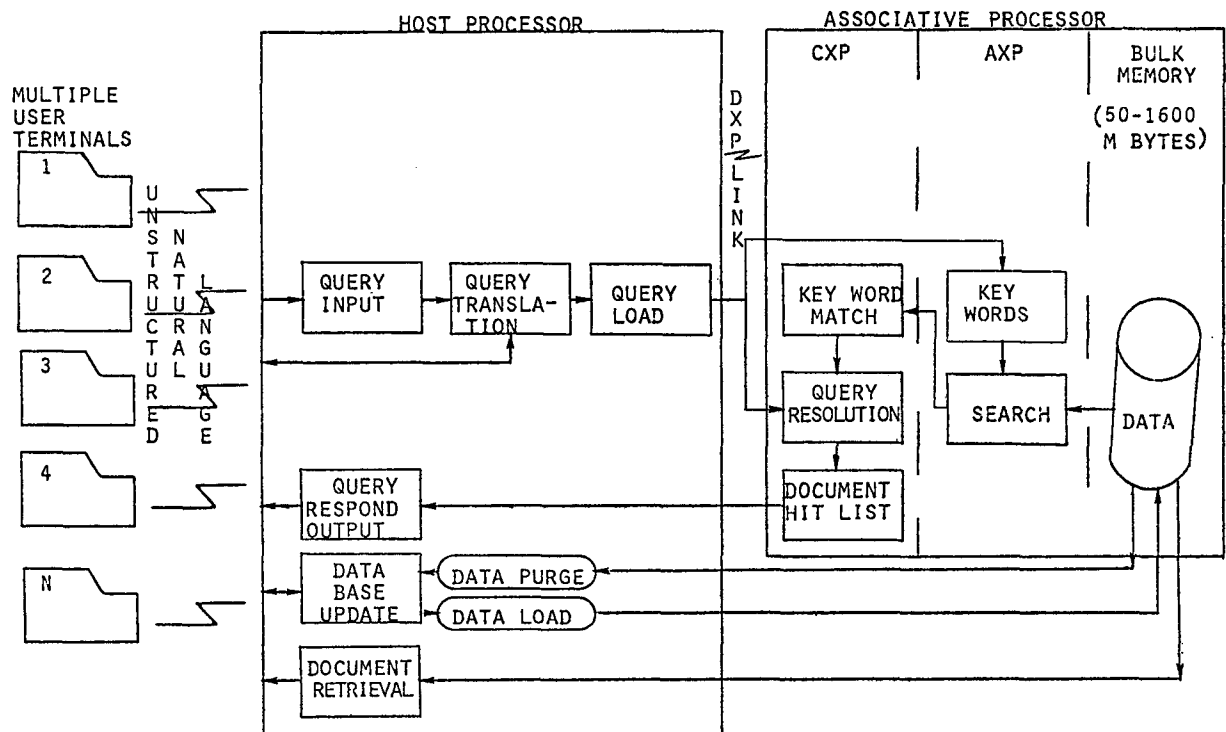 HOST PROCESSOR
ASSOCIATIVE PROCESSOR
CXP
AXP
BULK
MEMORY
(50-1600
M BYTES)
MULTIPLE
USER
TERMINALS
1
2
3
4
N
UNSTRUCTURED
NATURAL
LANGUAGE
DXP LINK
QUERY
INPUT
QUERY
TRANSLA-
TION
QUERY
LOAD
KEY WORD
MATCH
KEY
WORDS
QUERY
RESOLUTION
SEARCH
DATA
QUERY
RESPOND
OUTPUT
DOCUMENT
HIT LIST
DATA
BASE
UPDATE
DATA PURGE
DATA LOAD
DOCUMENT
RETRIEVAL